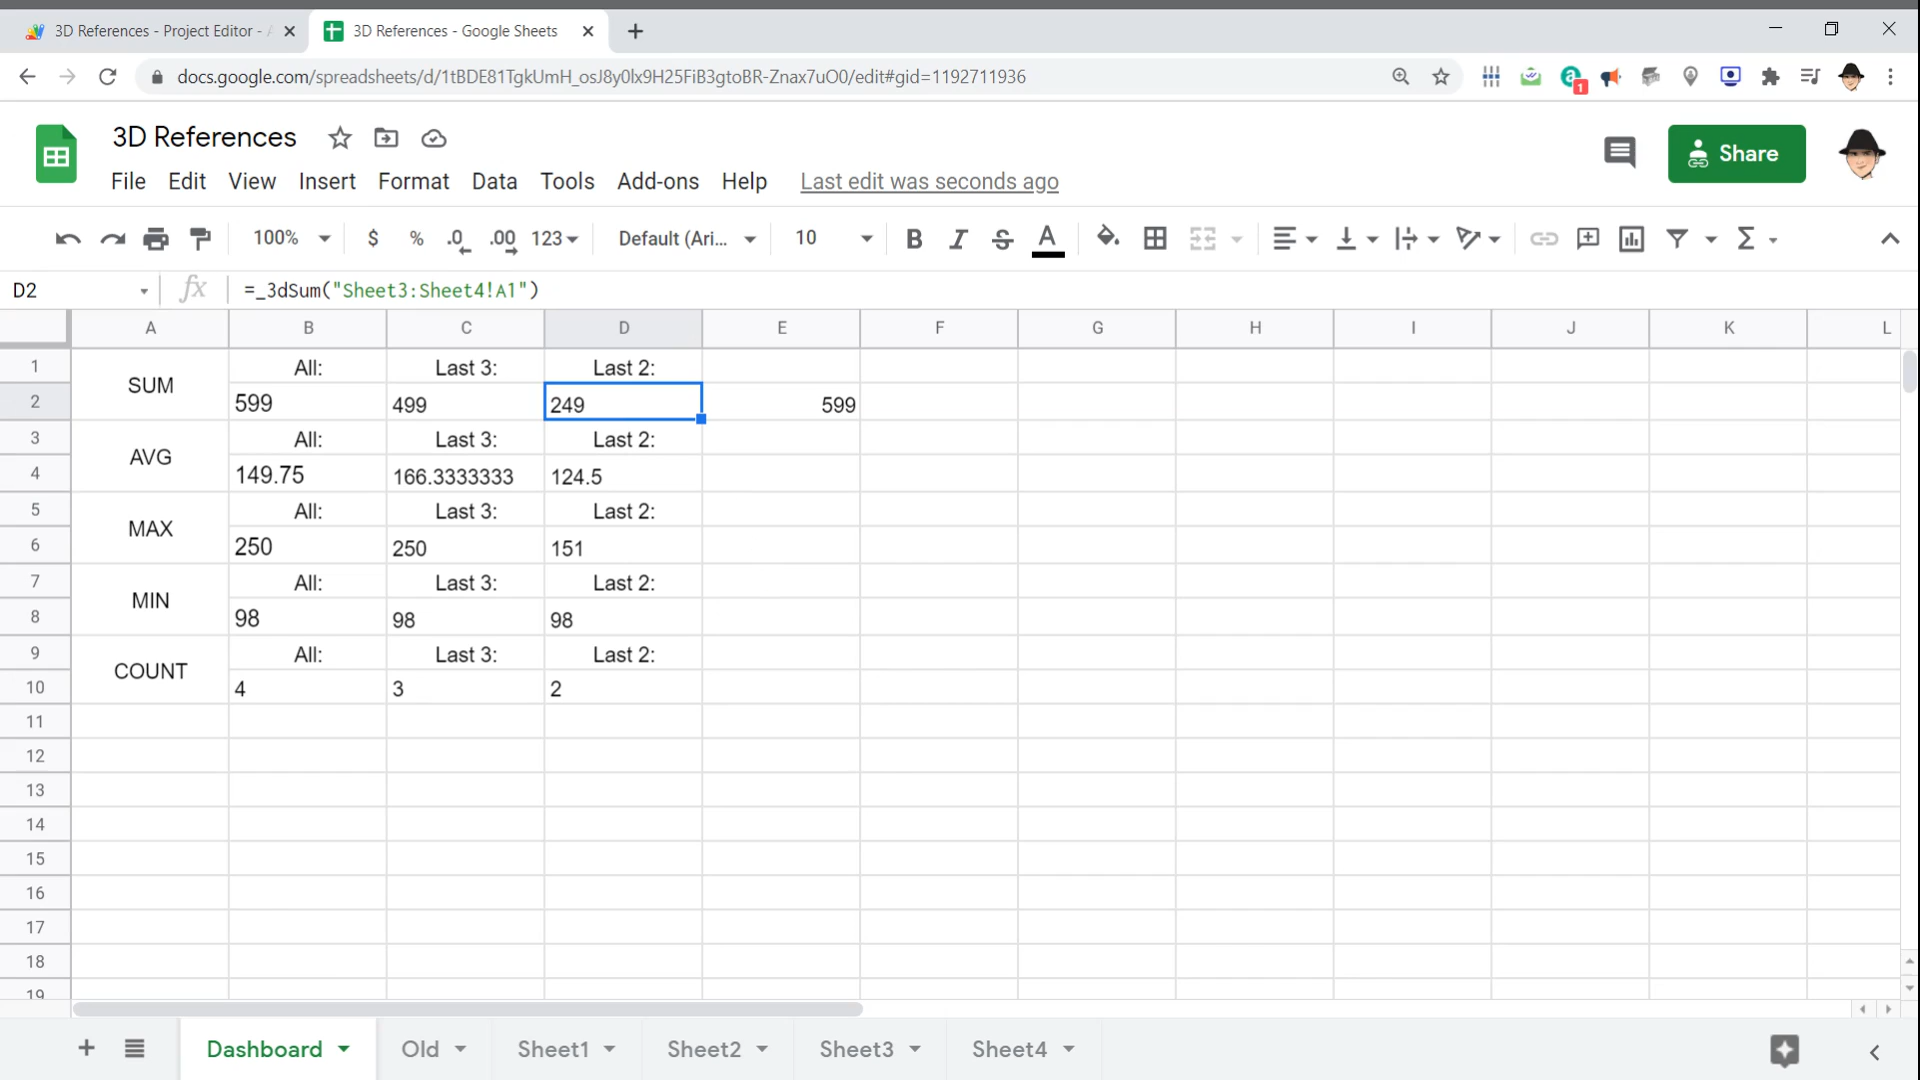 3D References - Project Editor -
3D References - Google Sheets
docs.google.com/spreadsheets/d/1tBDE81TgkUmH_osJ8y0lx9H25FiB3gtoBR-Znax7uO0/edit#gid=1192711936
1
3D References
Share
File Edit View Insert Format Data Tools Add-ons Help Last edit was seconds ago
100% $ % .0 .00 123 Default (Ari... 10 B I S A Σ
D2 fx =_3dSum("Sheet3:Sheet4!A1")
A B C D E F G H I J K L
1 SUM All: Last 3: Last 2:
2 599 499 249 599
3 AVG All: Last 3: Last 2:
4 149.75 166.3333333 124.5
5 MAX All: Last 3: Last 2:
6 250 250 151
7 MIN All: Last 3: Last 2:
8 98 98 98
9 COUNT All: Last 3: Last 2:
10 4 3 2
11
12
13
14
15
16
17
18
19
Dashboard Old Sheet1 Sheet2 Sheet3 Sheet4